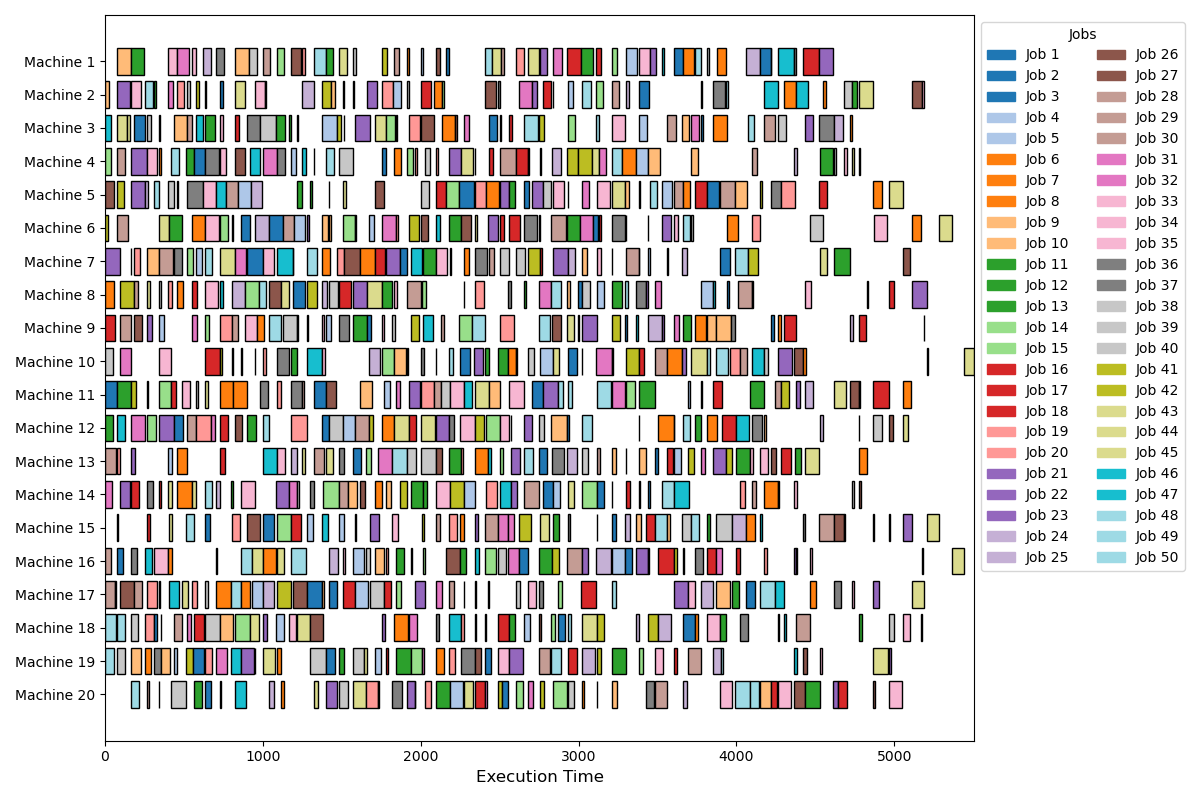 Machine 1
Machine 2
Machine 3
Machine 4
Machine 5
Machine 6
Machine 7
Machine 8
Machine 9
Machine 10
Machine 11
Machine 12
Machine 13
Machine 14
Machine 15
Machine 16
Machine 17
Machine 18
Machine 19
Machine 20
0 1000 2000 3000 4000 5000
Execution Time
Jobs
Job 1
Job 2
Job 3
Job 4
Job 5
Job 6
Job 7
Job 8
Job 9
Job 10
Job 11
Job 12
Job 13
Job 14
Job 15
Job 16
Job 17
Job 18
Job 19
Job 20
Job 21
Job 22
Job 23
Job 24
Job 25
Job 26
Job 27
Job 28
Job 29
Job 30
Job 31
Job 32
Job 33
Job 34
Job 35
Job 36
Job 37
Job 38
Job 39
Job 40
Job 41
Job 42
Job 43
Job 44
Job 45
Job 46
Job 47
Job 48
Job 49
Job 50